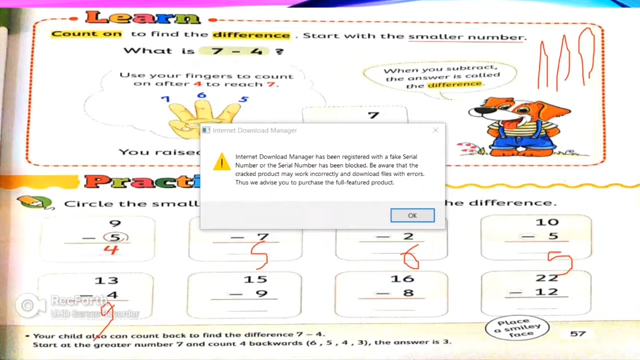 Learn
Count on to find the difference. Start with the smaller number.
What is 7 - 4 ?
Use your fingers to count
on after 4 to reach 7.
7 6 5
When you subtract,
the answer is called
the difference.
7
You raised
Internet Download Manager
Internet Download Manager has been registered with a fake Serial
Number or the Serial Number has been blocked. Be aware that the
cracked product may work incorrectly and download files with errors.
Thus we advise you to purchase the full-featured product.
OK
Circle the small
he difference.
9
- 5
4
- 7
5
- 2
6
10
- 5
5
13
- 4
9
15
- 9
16
- 8
22
- 12
RecForth
Place
a smiley
face
57
Your child also can count back to find the difference 7 - 4.
Start at the greater number 7 and count 4 backwards (6, 5, 4, 3), the answer is 3.